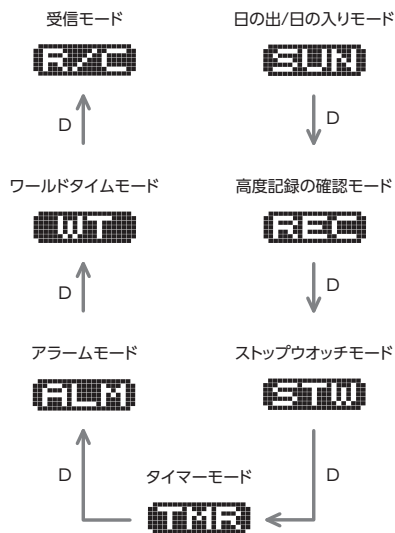 受信モード
日の出/日の入りモード
R/C
SUN
D
D
ワールドタイムモード
高度記録の確認モード
WT
REC
D
D
アラームモード
ストップウオッチモード
ALM
STW
D
タイマーモード
D
TMR